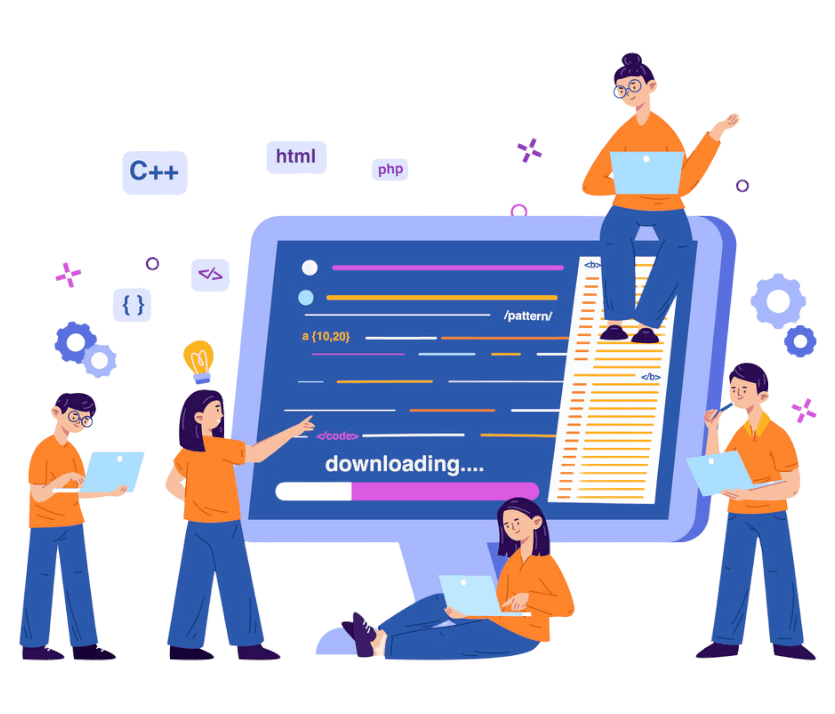 html
php
C++
</>
{ }
<b>
/pattern/
a {10,20}
</b>
</code>
downloading....